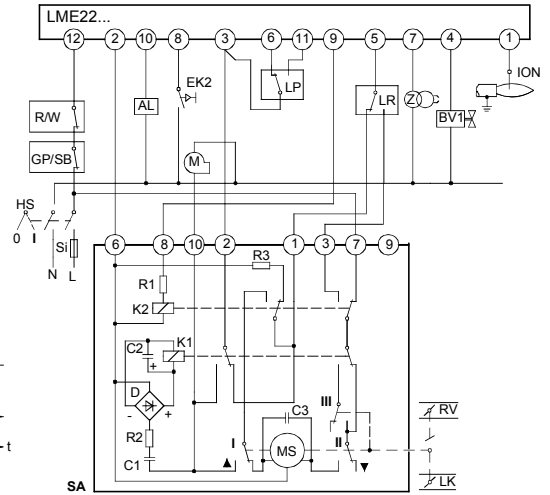 LME22...
12 2 10 8 3 6 11 9 5 7 4 1
EK2
ION
LP
R/W
AL
LR
Z
BV1
GP/SB
M
HS
0 I
Si
N L
6 8 10 2 1 3 7 9
R3
R1
K2
C2
K1
+
D
- +
C3
III
RV
R2
I
MS
II
t
C1
LK
SA